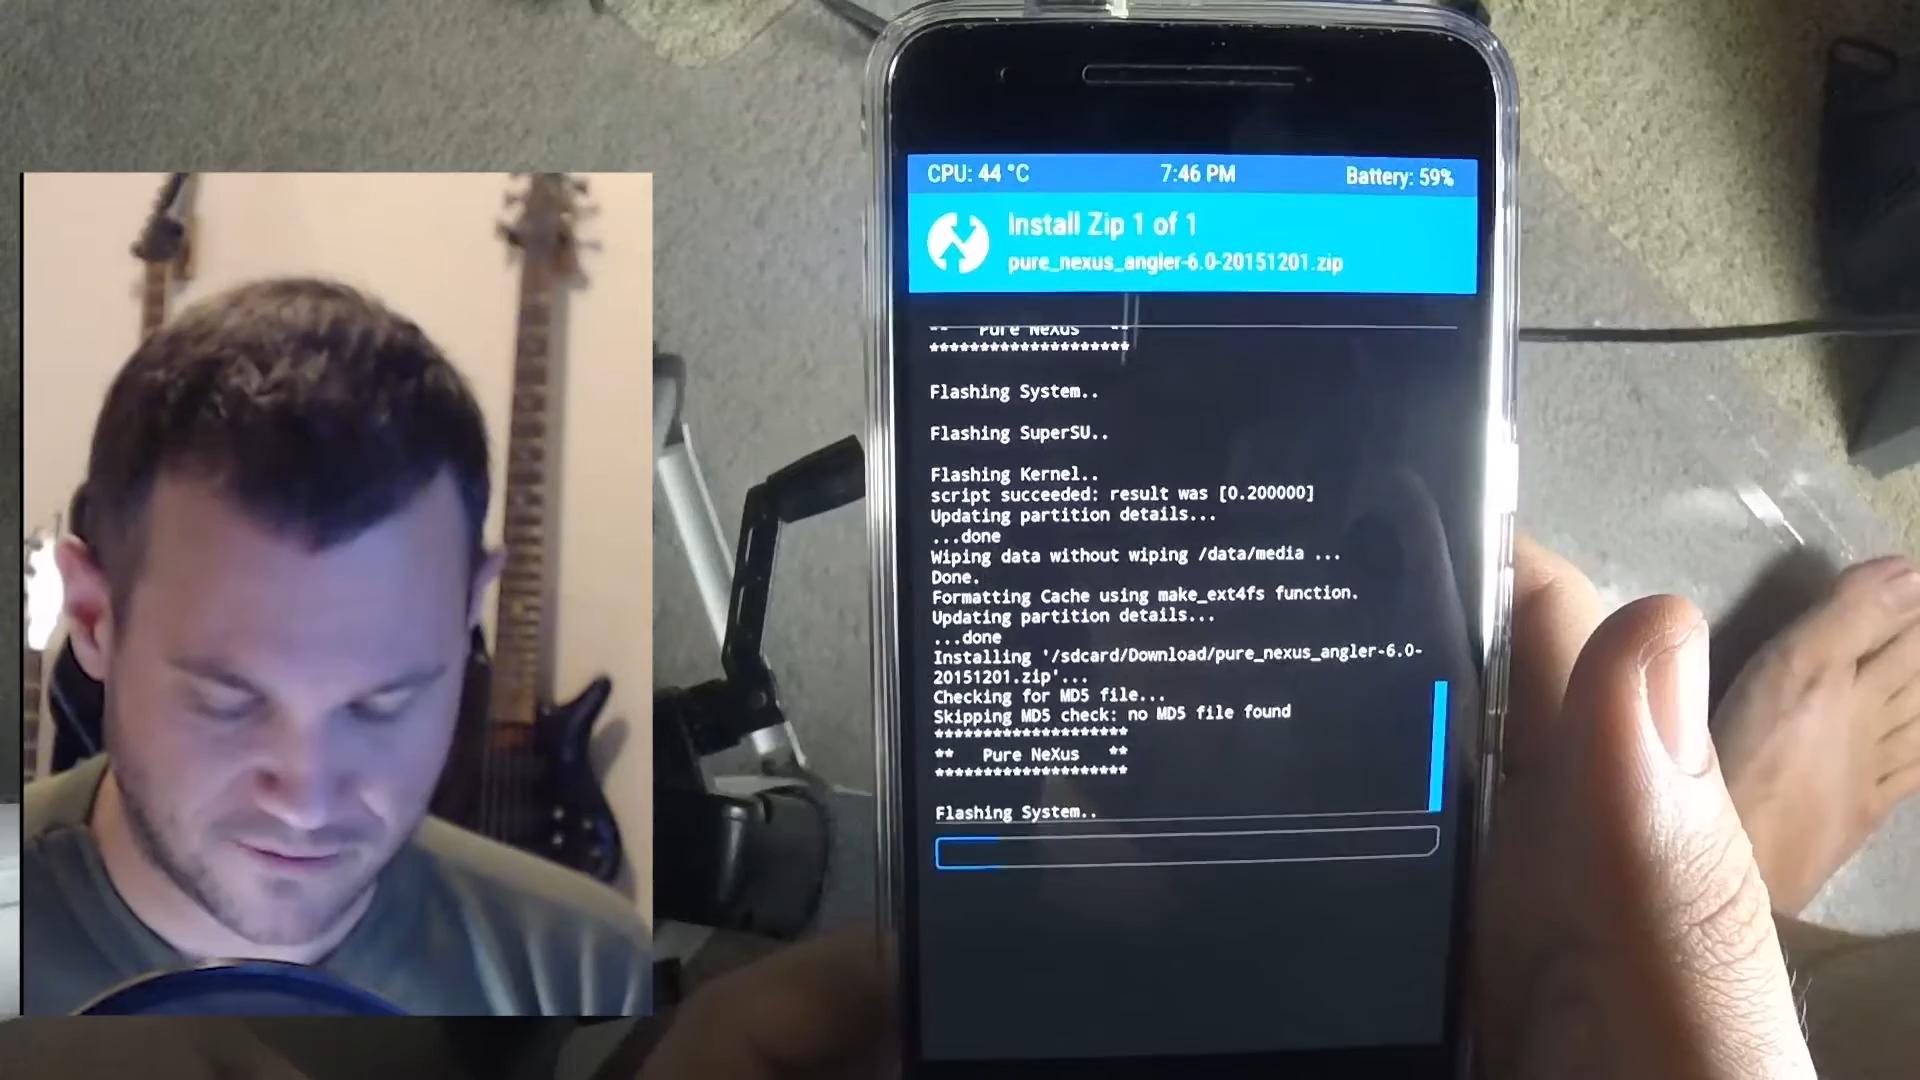 CPU: 44 °C 7:46 PM Battery: 59%
Install Zip 1 of 1
pure_nexus_angler-6.0-20151201.zip
-- Pure NeXus --
********************
Flashing System..
Flashing SuperSU..
Flashing Kernel..
script succeeded: result was [0.200000]
Updating partition details...
...done
Wiping data without wiping /data/media ...
Done.
Formatting Cache using make_ext4fs function.
Updating partition details...
...done
Installing '/sdcard/Download/pure_nexus_angler-6.0-
20151201.zip'...
Checking for MD5 file...
Skipping MD5 check: no MD5 file found
********************
** Pure NeXus **
********************
Flashing System..